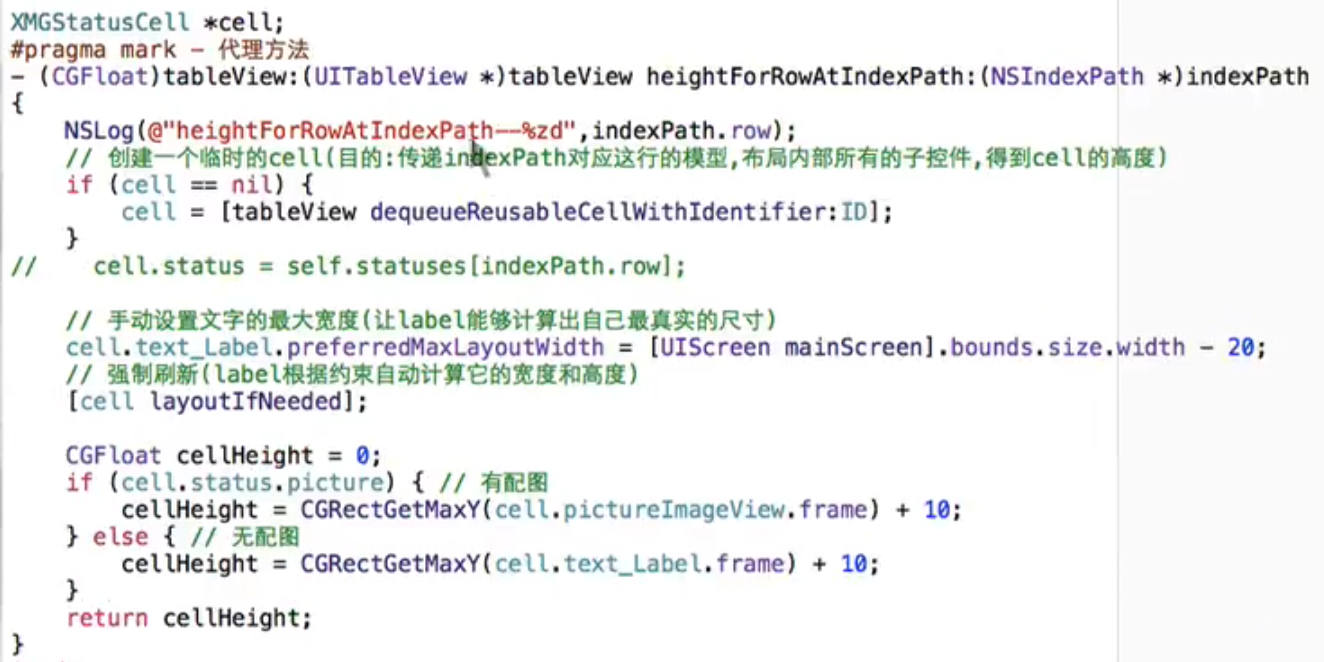 XMGStatusCell *cell;
#pragma mark - 代理方法
- (CGFloat)tableView:(UITableView *)tableView heightForRowAtIndexPath:(NSIndexPath *)indexPath
{
    NSLog(@"heightForRowAtIndexPath--%zd",indexPath.row);
    // 创建一个临时的cell(目的:传递indexPath对应这行的模型,布局内部所有的子控件,得到cell的高度)
    if (cell == nil) {
        cell = [tableView dequeueReusableCellWithIdentifier:ID];
    }
//    cell.status = self.statuses[indexPath.row];
    // 手动设置文字的最大宽度(让label能够计算出自己最真实的尺寸)
    cell.text_Label.preferredMaxLayoutWidth = [UIScreen mainScreen].bounds.size.width - 20;
    // 强制刷新(label根据约束自动计算它的宽度和高度)
    [cell layoutIfNeeded];
    CGFloat cellHeight = 0;
    if (cell.status.picture) { // 有配图
        cellHeight = CGRectGetMaxY(cell.pictureImageView.frame) + 10;
    } else { // 无配图
        cellHeight = CGRectGetMaxY(cell.text_Label.frame) + 10;
    }
    return cellHeight;
}